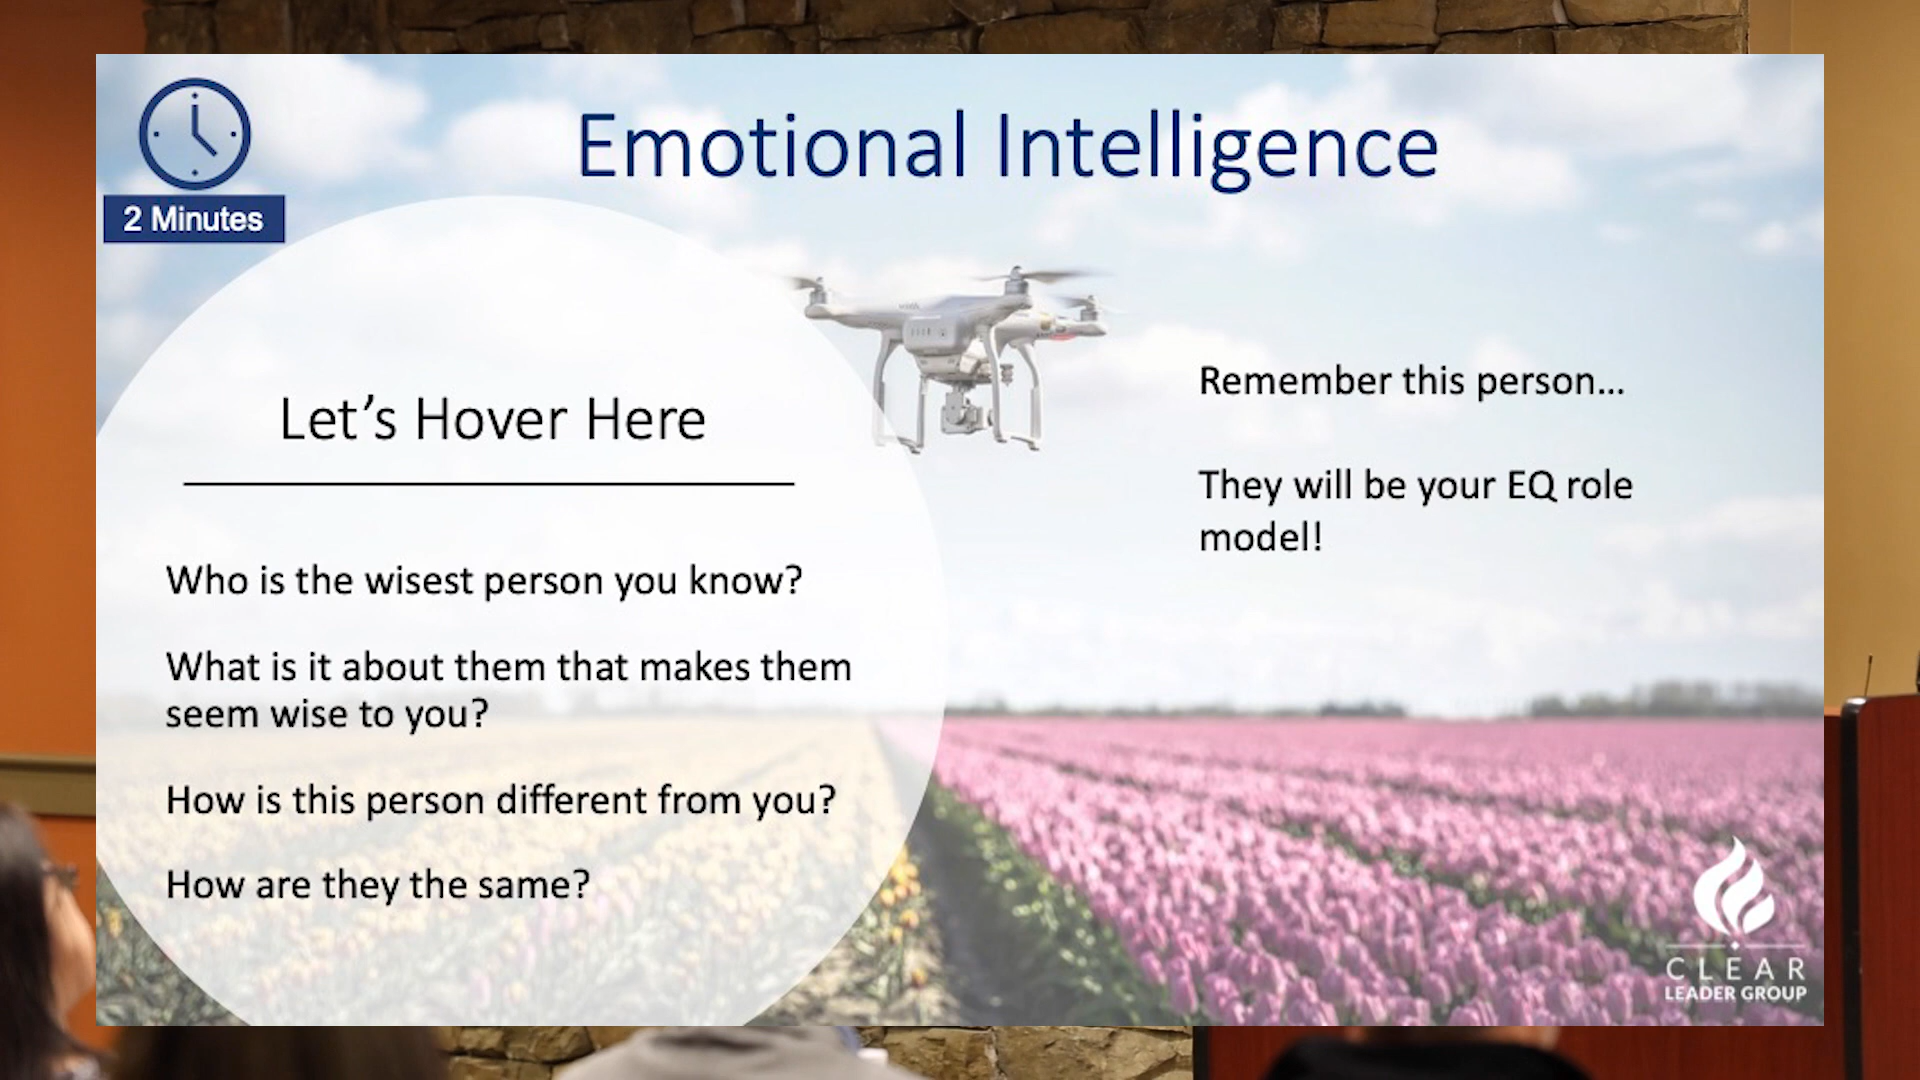 Emotional Intelligence
2 Minutes
Let’s Hover Here
Who is the wisest person you know?
What is it about them that makes them
seem wise to you?
How is this person different from you?
How are they the same?
Remember this person...
They will be your EQ role
model!
CLEAR
LEADER GROUP